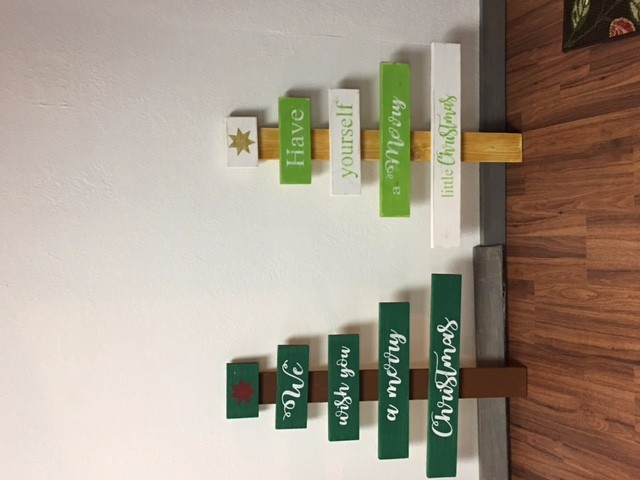 We
wish you
a merry
Christmas
Have
yourself
a Merry
little Christmas